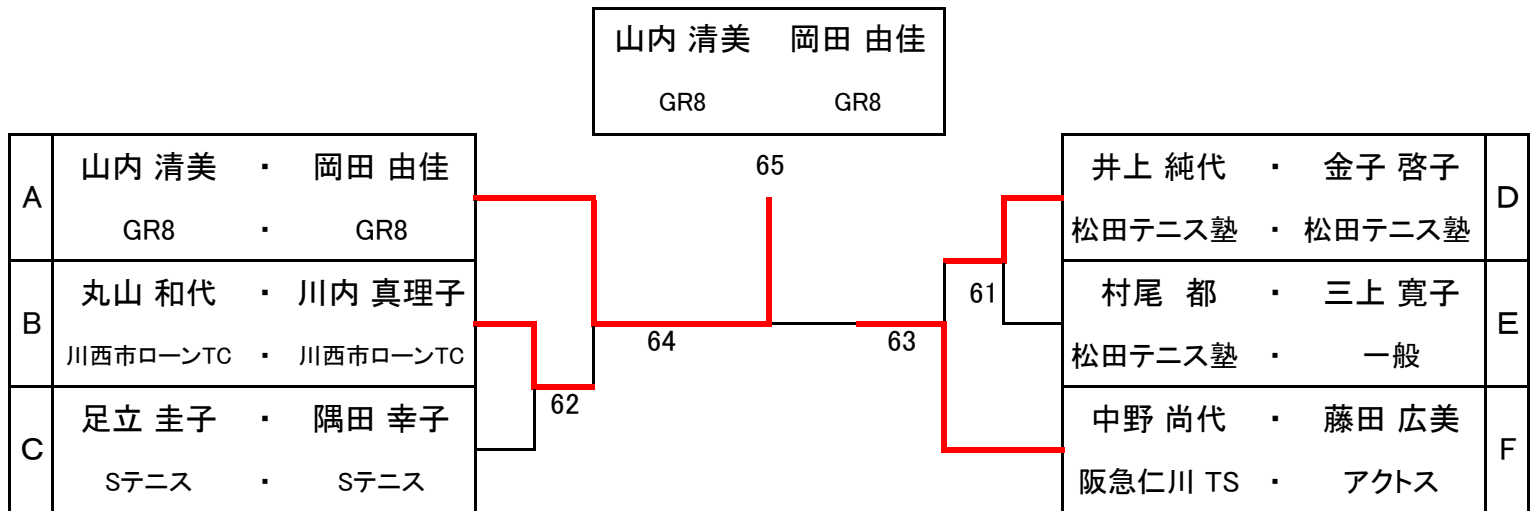 山内 清美 岡田 由佳
GR8 GR8
65
A
山内 清美 ・ 岡田 由佳
GR8 ・ GR8
B
丸山 和代 ・ 川内 真理子
川西市ローンTC ・ 川西市ローンTC
C
足立 圭子 ・ 隅田 幸子
Sテニス ・ Sテニス
62
64
63
61
井上 純代 ・ 金子 啓子
松田テニス塾 ・ 松田テニス塾
D
村尾 都 ・ 三上 寛子
松田テニス塾 ・ 一般
E
中野 尚代 ・ 藤田 広美
阪急仁川 TS ・ アクトス
F